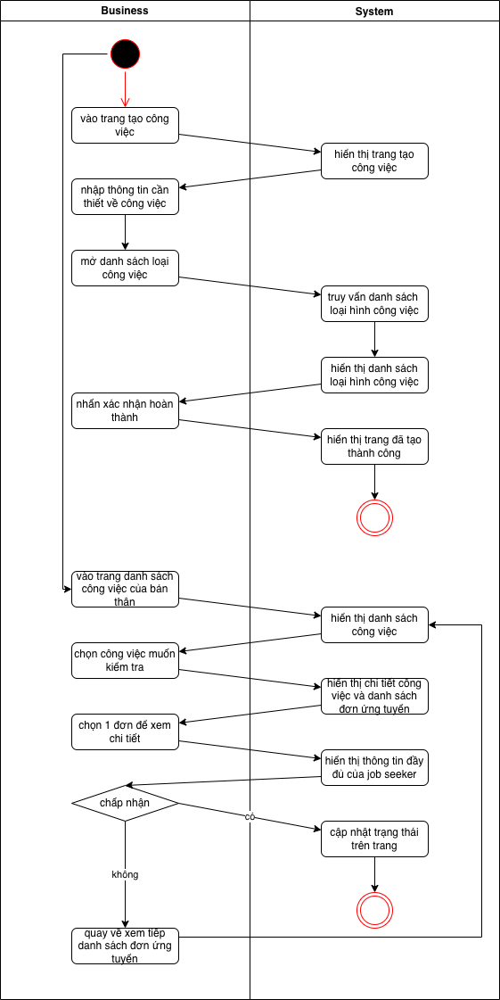 Business
System
vào trang tạo công
việc
hiển thị trang tạo
công việc
nhập thông tin cần
thiết về công việc
mở danh sách loại
công việc
truy vấn danh sách
loại hình công việc
hiển thị danh sách
loại hình công việc
nhấn xác nhận hoàn
thành
hiển thị trang đã tạo
thành công
vào trang danh sách
công việc của bản
thân
hiển thị danh sách
công việc
chọn công việc muốn
kiểm tra
hiển thị chi tiết công
việc và danh sách
đơn ứng tuyển
chọn 1 đơn để xem
chi tiết
hiển thị thông tin đầy
đủ của job seeker
chấp nhận
có
cập nhật trạng thái
trên trang
không
quay về xem tiếp
danh sách đơn ứng
tuyển